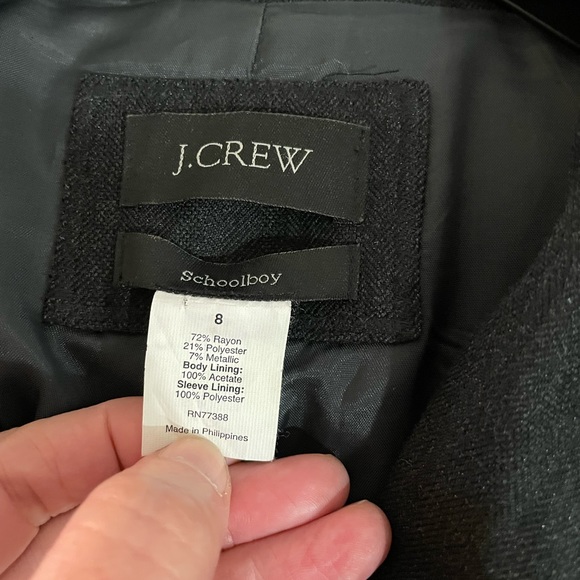 J.CREW
Schoolboy
8
72% Rayon
21% Polyester
7% Metallic
Body Lining:
100% Acetate
Sleeve Lining:
100% Polyester
RN77388
Made in Philippines